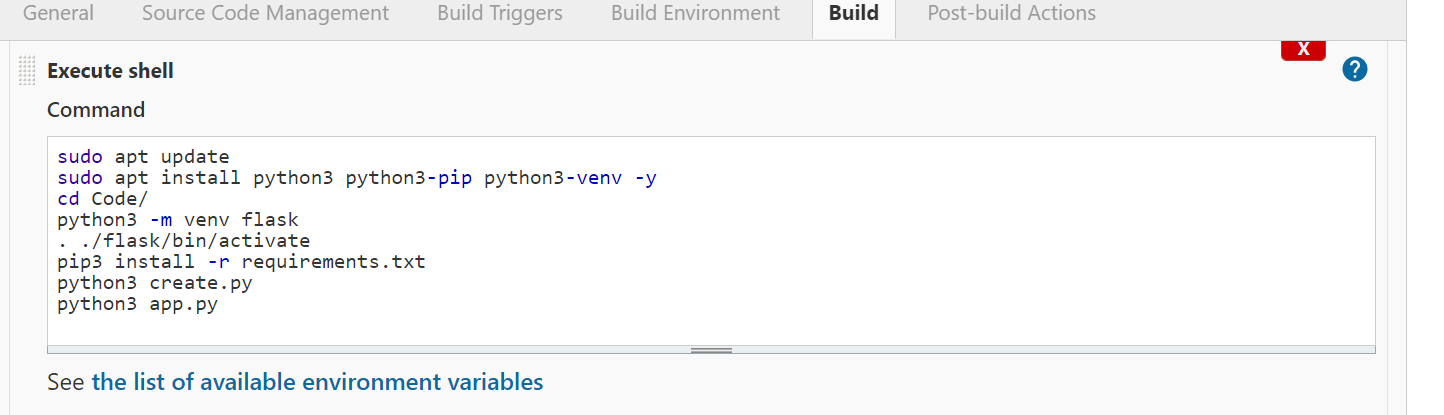 General Source Code Management Build Triggers Build Environment Build Post-build Actions
X
?
Execute shell
Command
sudo apt update
sudo apt install python3 python3-pip python3-venv -y
cd Code/
python3 -m venv flask
. ./flask/bin/activate
pip3 install -r requirements.txt
python3 create.py
python3 app.py
See the list of available environment variables